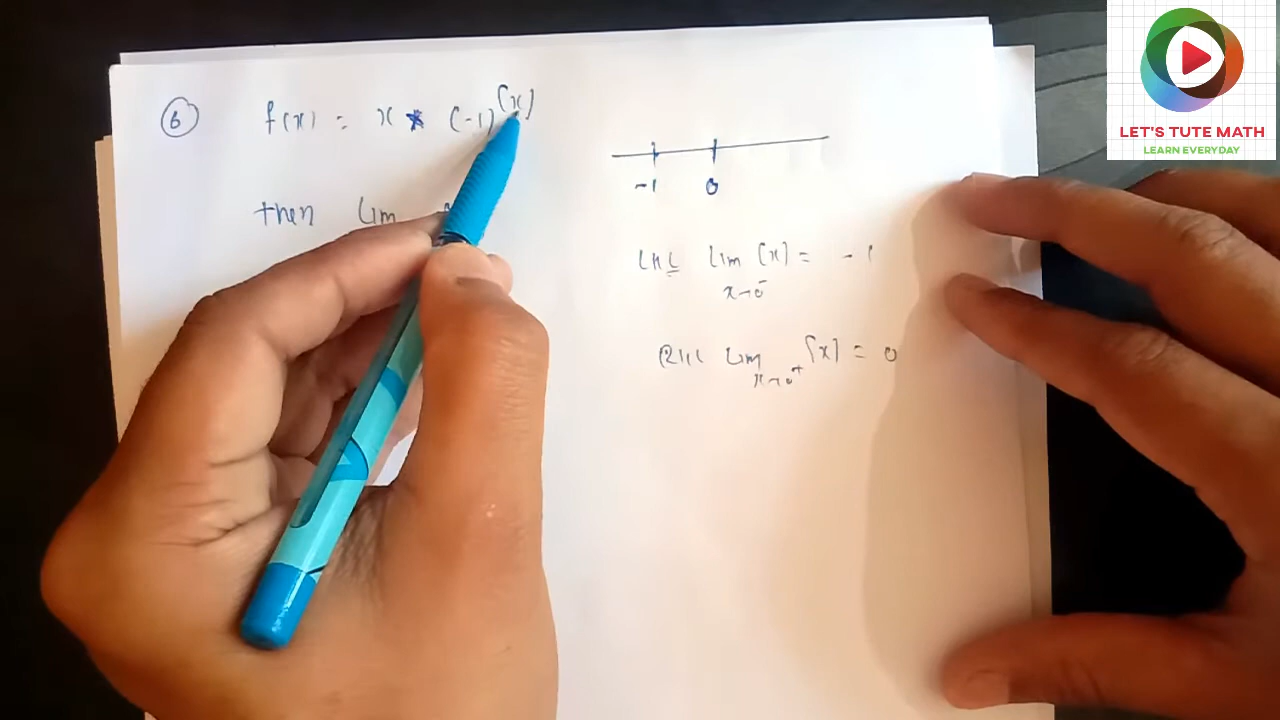 6 f(x) = x * (-1)^[x]
then Lim
-1 0
LHL Lim [x] = -1
x→0⁻
RHL Lim [x] = 0
x→0⁺
LET'S TUTE MATH
LEARN EVERYDAY